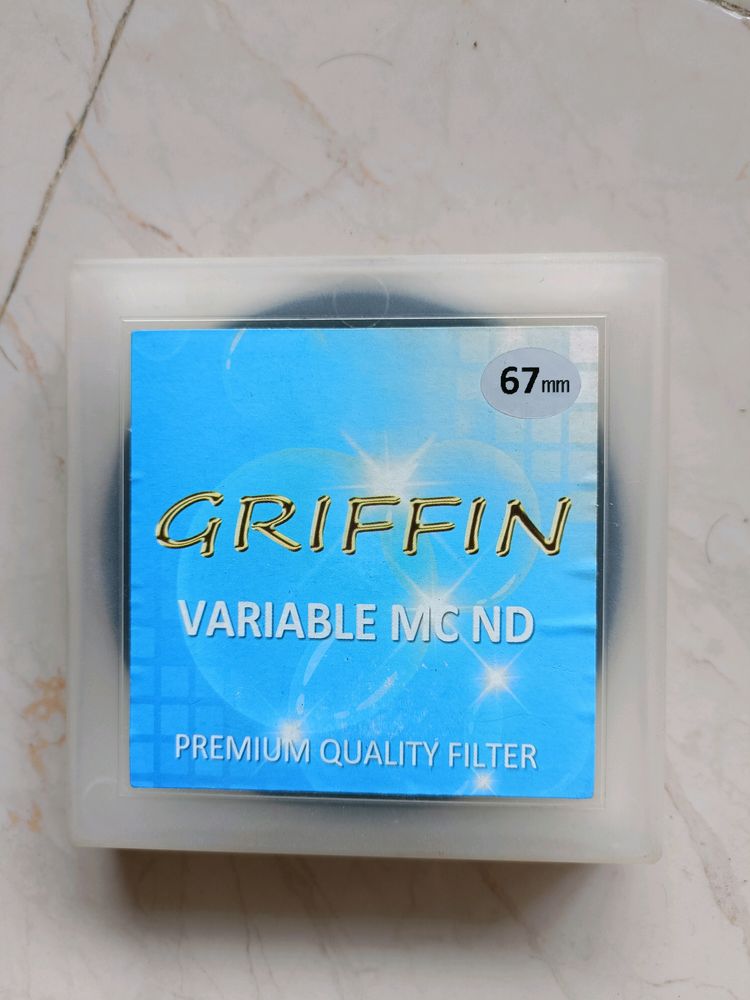 67mm
GRIFFIN
VARIABLE MC ND
PREMIUM QUALITY FILTER